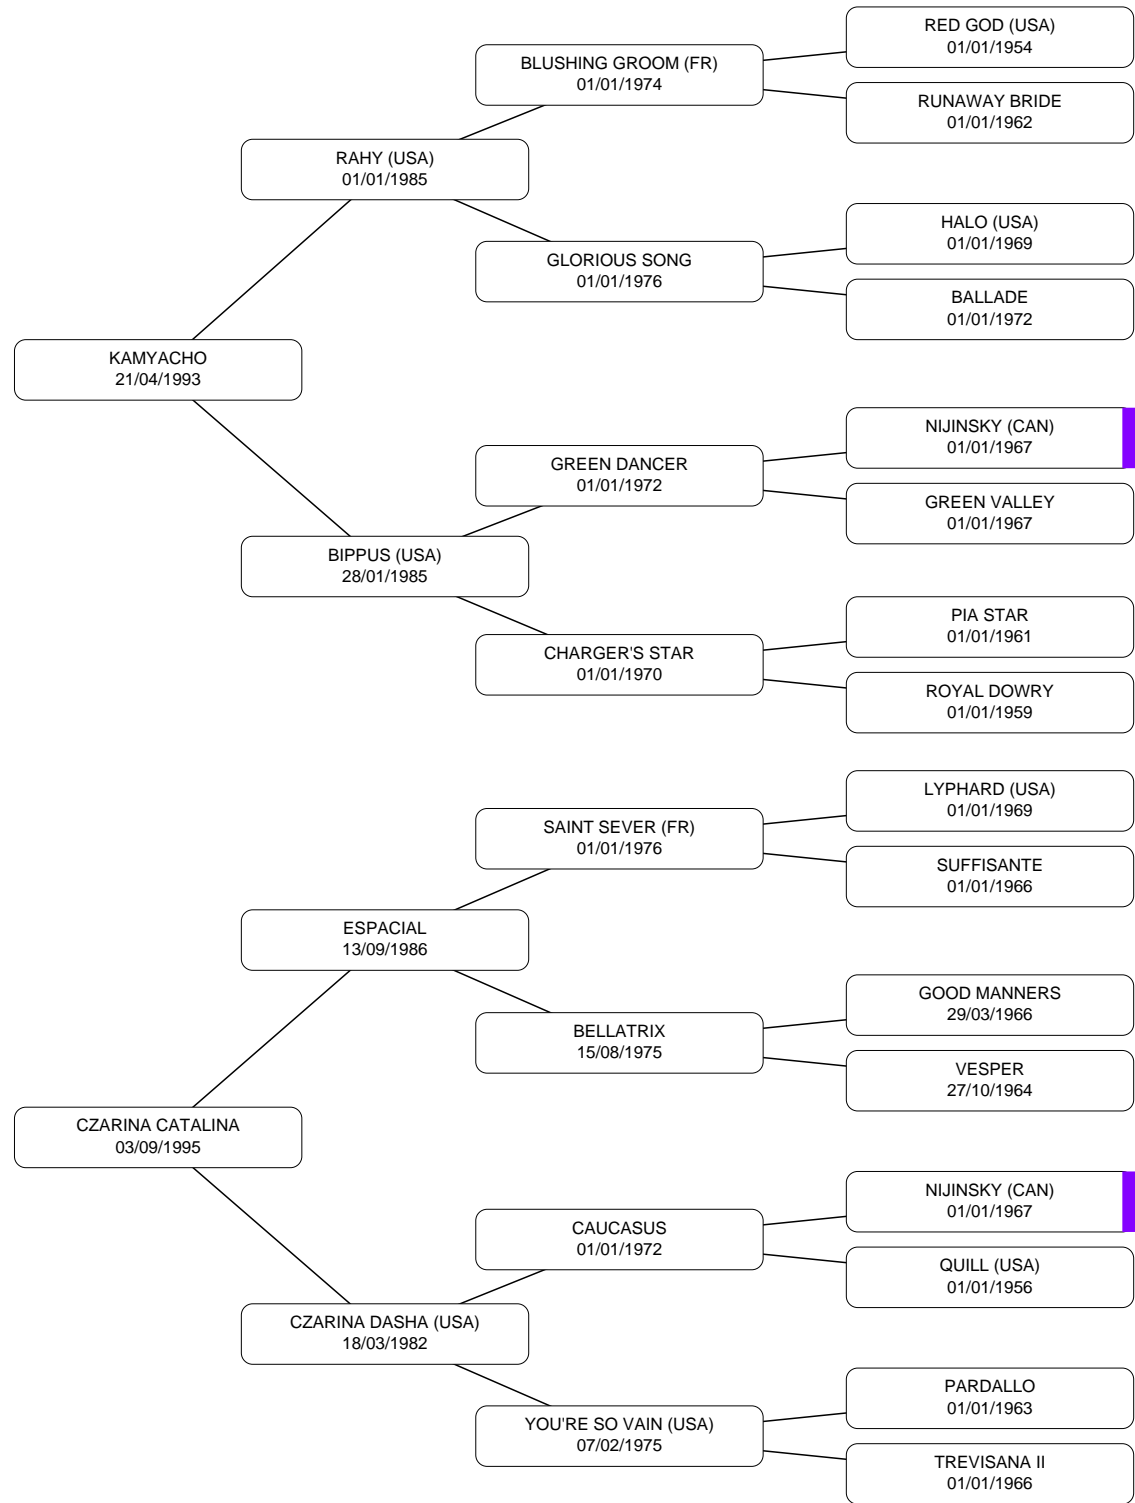 RED GOD (USA)
01/01/1954
BLUSHING GROOM (FR)
01/01/1974
RUNAWAY BRIDE
01/01/1962
RAHY (USA)
01/01/1985
HALO (USA)
01/01/1969
GLORIOUS SONG
01/01/1976
BALLADE
01/01/1972
KAMYACHO
21/04/1993
NIJINSKY (CAN)
01/01/1967
GREEN DANCER
01/01/1972
GREEN VALLEY
01/01/1967
BIPPUS (USA)
28/01/1985
PIA STAR
01/01/1961
CHARGER'S STAR
01/01/1970
ROYAL DOWRY
01/01/1959
LYPHARD (USA)
01/01/1969
SAINT SEVER (FR)
01/01/1976
SUFFISANTE
01/01/1966
ESPACIAL
13/09/1986
GOOD MANNERS
29/03/1966
BELLATRIX
15/08/1975
VESPER
27/10/1964
CZARINA CATALINA
03/09/1995
NIJINSKY (CAN)
01/01/1967
CAUCASUS
01/01/1972
QUILL (USA)
01/01/1956
CZARINA DASHA (USA)
18/03/1982
PARDALLO
01/01/1963
YOU'RE SO VAIN (USA)
07/02/1975
TREVISANA II
01/01/1966